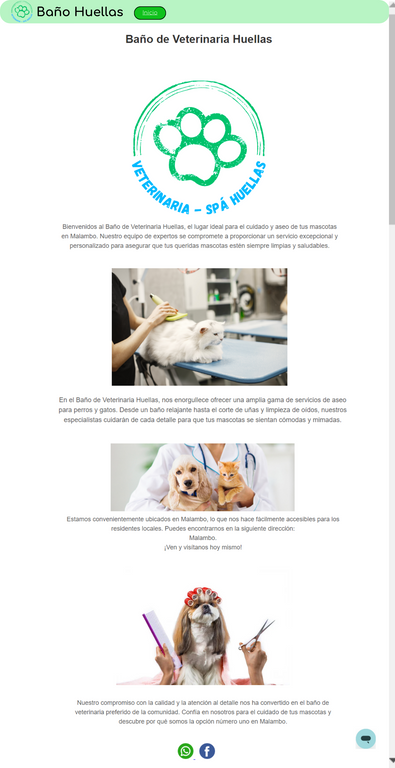 Baño Huellas
Inicio
Baño de Veterinaria Huellas
VETERINARIA – SPÁ HUELLAS
Bienvenidos al Baño de Veterinaria Huellas, el lugar ideal para el cuidado y aseo de tus mascotas
en Malambo. Nuestro equipo de expertos se compromete a proporcionar un servicio excepcional y
personalizado para asegurar que tus queridas mascotas estén siempre limpias y saludables.
En el Baño de Veterinaria Huellas, nos enorgullece ofrecer una amplia gama de servicios de aseo
para perros y gatos. Desde un baño relajante hasta el corte de uñas y limpieza de oídos, nuestros
especialistas cuidarán de cada detalle para que tus mascotas se sientan cómodas y mimadas.
Estamos convenientemente ubicados en Malambo, lo que nos hace fácilmente accesibles para los
residentes locales. Puedes encontrarnos en la siguiente dirección:
Malambo.
¡Ven y visítanos hoy mismo!
Nuestro compromiso con la calidad y la atención al detalle nos ha convertido en el baño de
veterinaria preferido de la comunidad. Confía en nosotros para el cuidado de tus mascotas y
descubre por qué somos la opción número uno en Malambo.